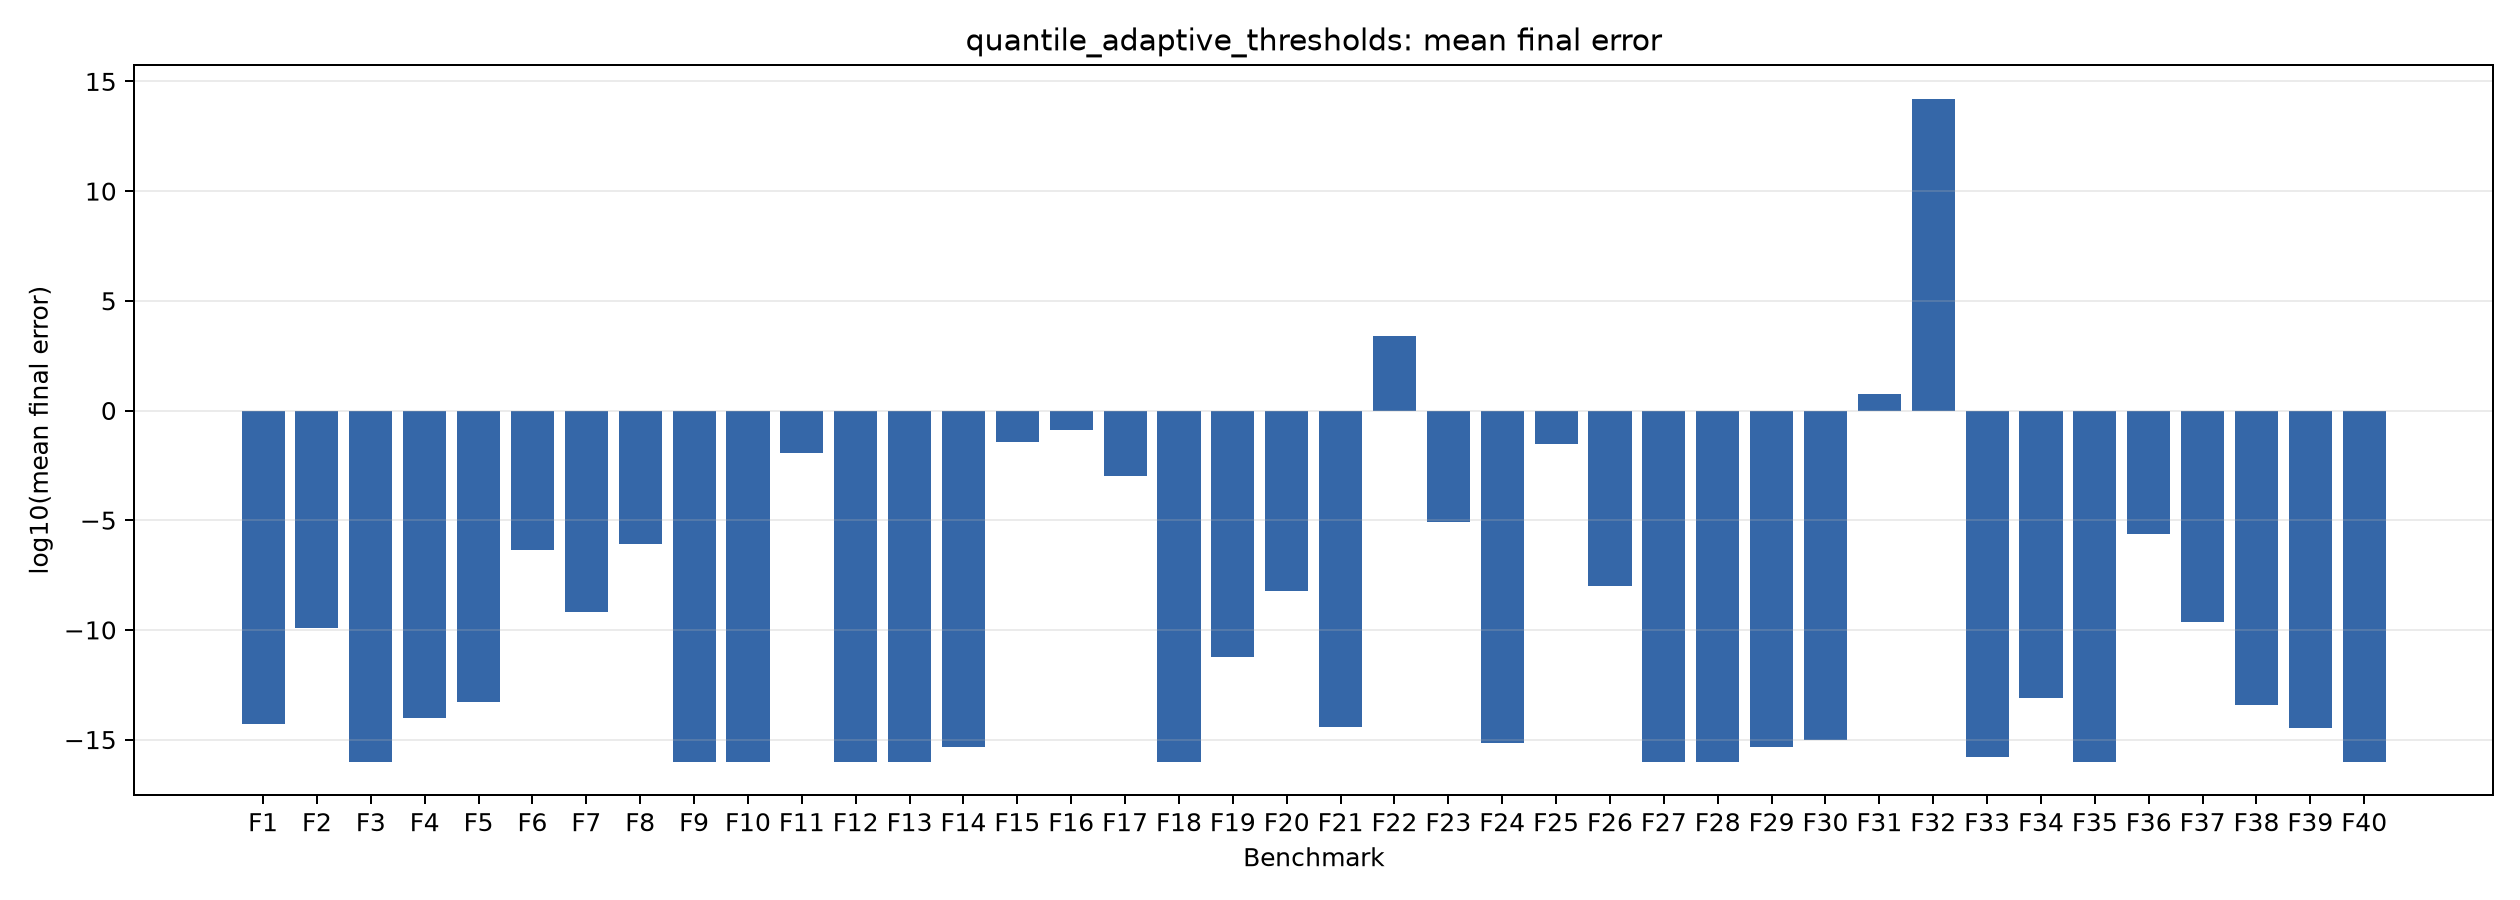 quantile_adaptive_thresholds: mean final error
15
10
5
0
−5
−10
−15
log10(mean final error)
F1 F2 F3 F4 F5 F6 F7 F8 F9 F10 F11 F12 F13 F14 F15 F16 F17 F18 F19 F20 F21 F22 F23 F24 F25 F26 F27 F28 F29 F30 F31 F32 F33 F34 F35 F36 F37 F38 F39 F40
Benchmark